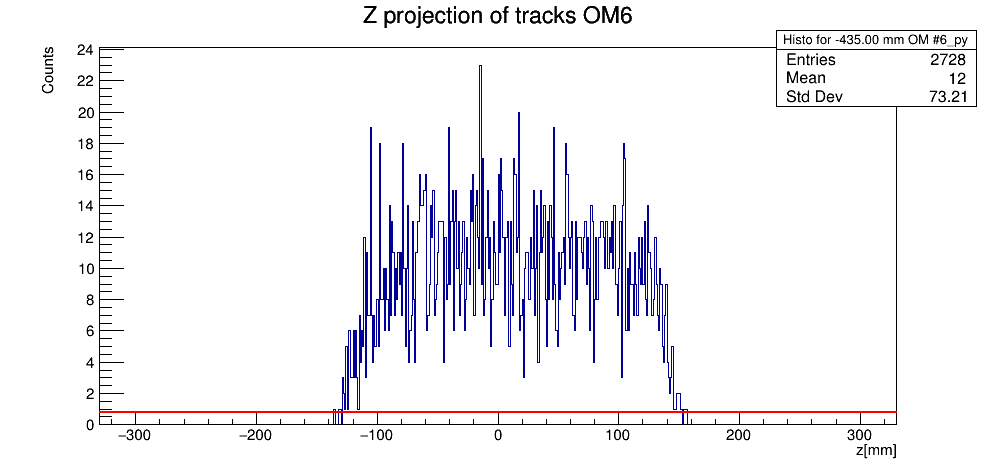 Z projection of tracks OM6
Histo for -435.00 mm OM #6_py
Entries 2728
Mean 12
Std Dev 73.21
Counts
24
22
20
18
16
14
12
10
8
6
4
2
0
−300 −200 −100 0 100 200 300
z[mm]